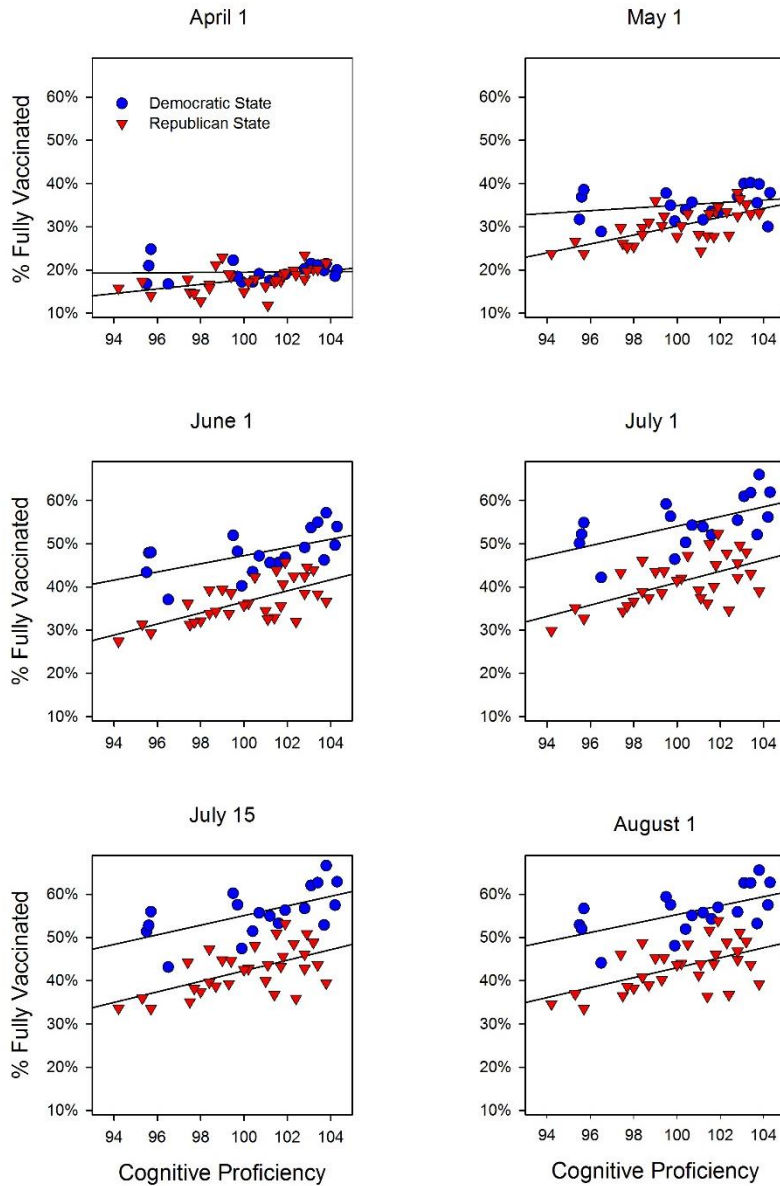 April 1
May 1
% Fully Vaccinated
60%
50%
40%
30%
20%
10%
Democratic State
Republican State
94 96 98 100 102 104
60%
50%
40%
30%
20%
10%
94 96 98 100 102 104
June 1
July 1
% Fully Vaccinated
60%
50%
40%
30%
20%
10%
94 96 98 100 102 104
60%
50%
40%
30%
20%
10%
94 96 98 100 102 104
July 15
August 1
% Fully Vaccinated
60%
50%
40%
30%
20%
10%
94 96 98 100 102 104
Cognitive Proficiency
60%
50%
40%
30%
20%
10%
94 96 98 100 102 104
Cognitive Proficiency